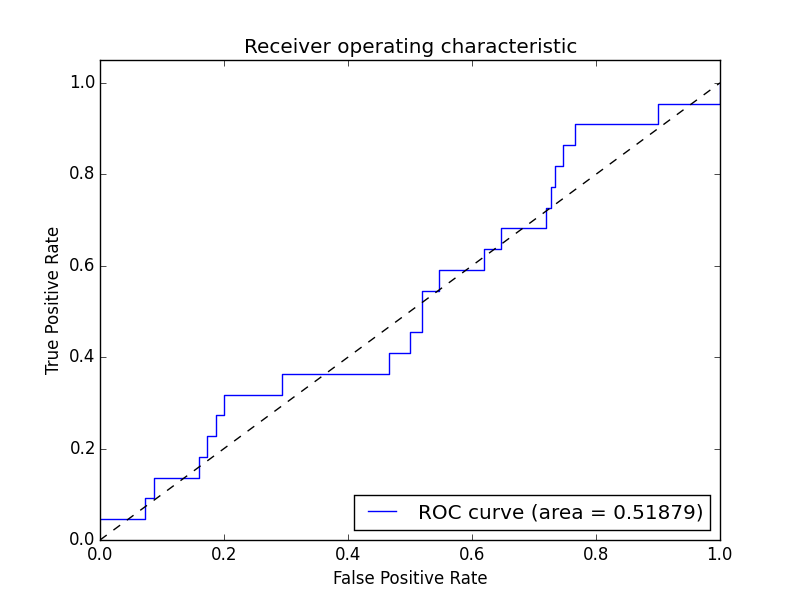 Receiver operating characteristic
1.0
0.8
0.6
0.4
0.2
0.0
True Positive Rate
ROC curve (area = 0.51879)
0.0 0.2 0.4 0.6 0.8 1.0
False Positive Rate